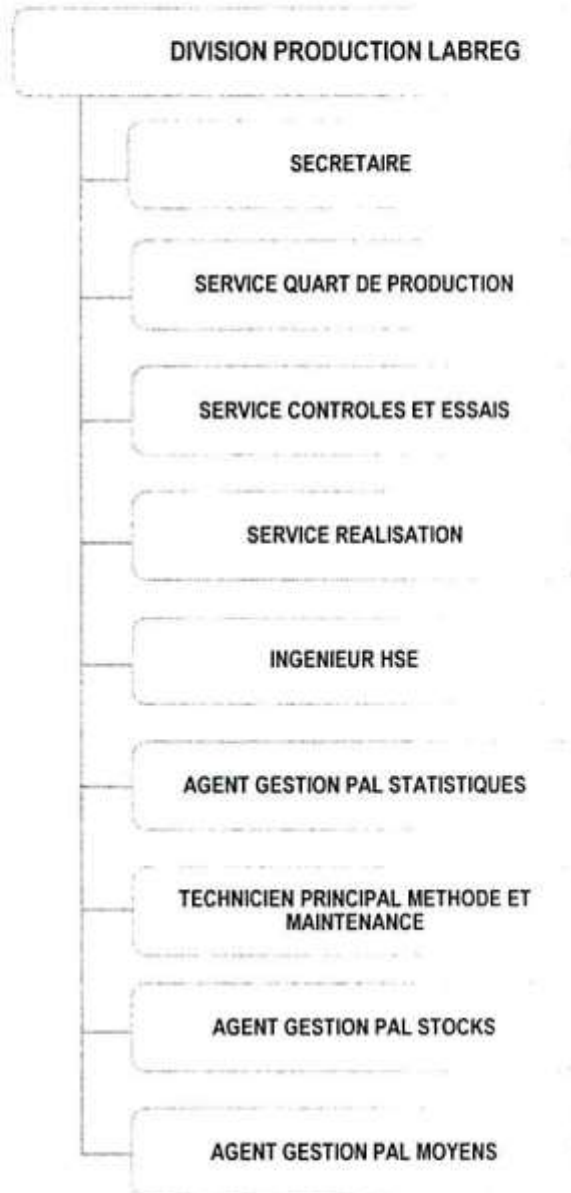 DIVISION PRODUCTION LABREG
SECRETAIRE
SERVICE QUART DE PRODUCTION
SERVICE CONTROLES ET ESSAIS
SERVICE REALISATION
INGENIEUR HSE
AGENT GESTION PAL STATISTIQUES
TECHNICIEN PRINCIPAL METHODE ET
MAINTENANCE
AGENT GESTION PAL STOCKS
AGENT GESTION PAL MOYENS